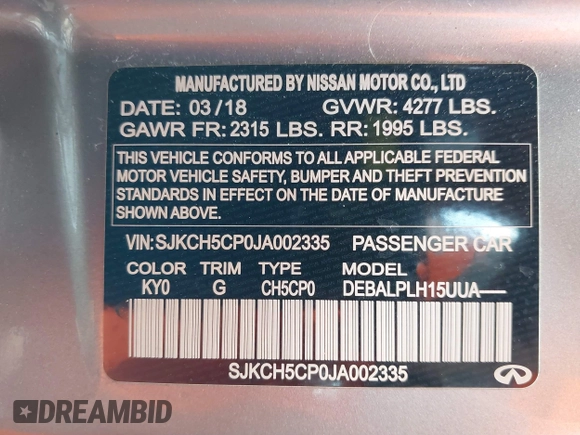 MANUFACTURED BY NISSAN MOTOR CO., LTD
DATE: 03/18 GVWR: 4277 LBS.
GAWR FR: 2315 LBS. RR: 1995 LBS.
THIS VEHICLE CONFORMS TO ALL APPLICABLE FEDERAL
MOTOR VEHICLE SAFETY, BUMPER AND THEFT PREVENTION
STANDARDS IN EFFECT ON THE DATE OF MANUFACTURE
SHOWN ABOVE.
VIN: SJKCH5CP0JA002335 PASSENGER CAR
COLOR TRIM TYPE MODEL
KY0 G CH5CP0 DEBALPLH15UUA——
SJKCH5CP0JA002335
DREAMBID